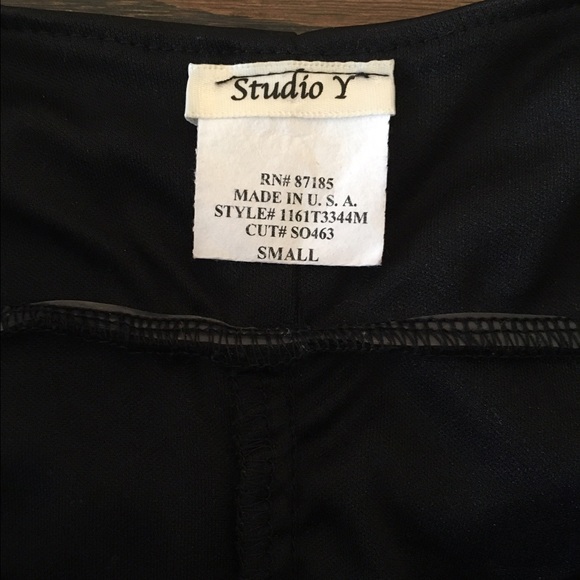 Studio Y
RN# 87185
MADE IN U. S. A.
STYLE# 1161T3344M
CUT# SO463
SMALL